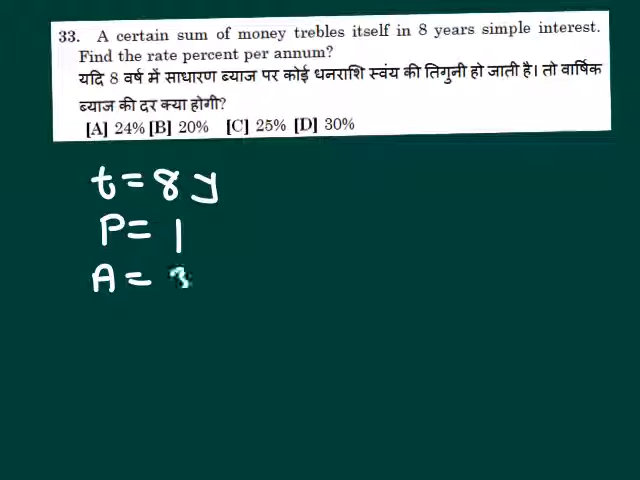 33. A certain sum of money trebles itself in 8 years simple interest.
Find the rate percent per annum?
यदि 8 वर्ष में साधारण ब्याज पर कोई धनराशि स्वंय की तिगुनी हो जाती है। तो वार्षिक
ब्याज की दर क्या होगी?
[A] 24% [B] 20% [C] 25% [D] 30%
t = 8 y
P = 1
A = 3